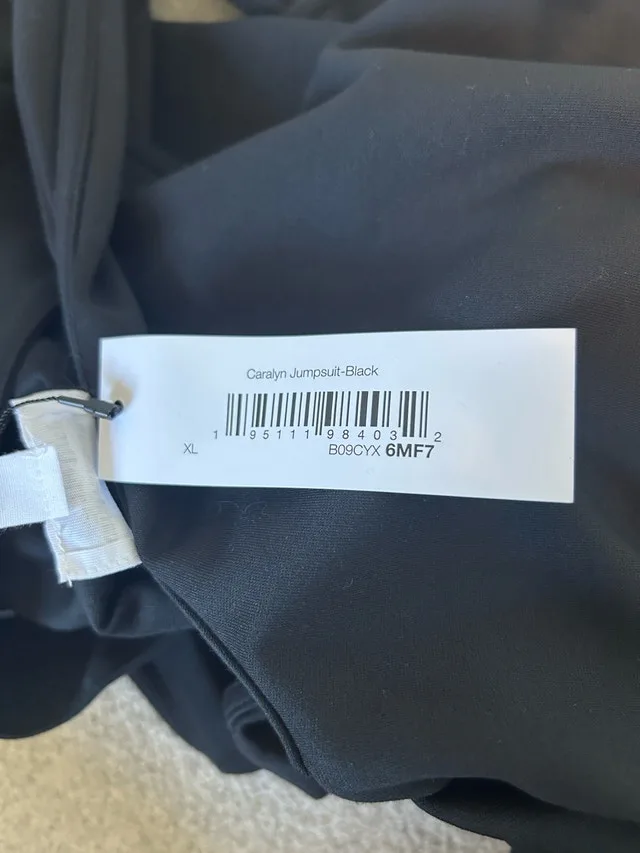 Caralyn Jumpsuit-Black
1 95111 98403 2
XL
B09CYX 6MF7